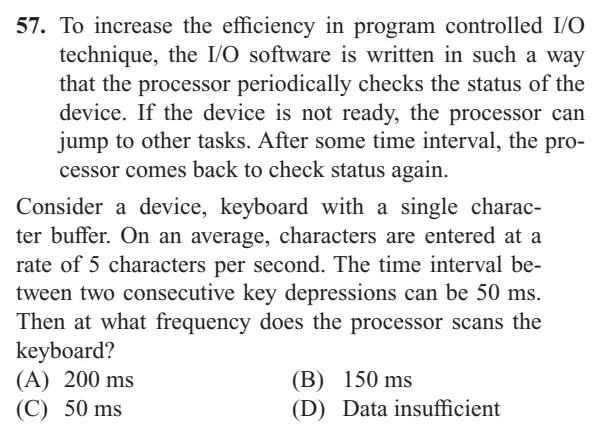 57. To increase the efficiency in program controlled I/O
technique, the I/O software is written in such a way
that the processor periodically checks the status of the
device. If the device is not ready, the processor can
jump to other tasks. After some time interval, the pro-
cessor comes back to check status again.
Consider a device, keyboard with a single charac-
ter buffer. On an average, characters are entered at a
rate of 5 characters per second. The time interval be-
tween two consecutive key depressions can be 50 ms.
Then at what frequency does the processor scans the
keyboard?
(A) 200 ms (B) 150 ms
(C) 50 ms (D) Data insufficient